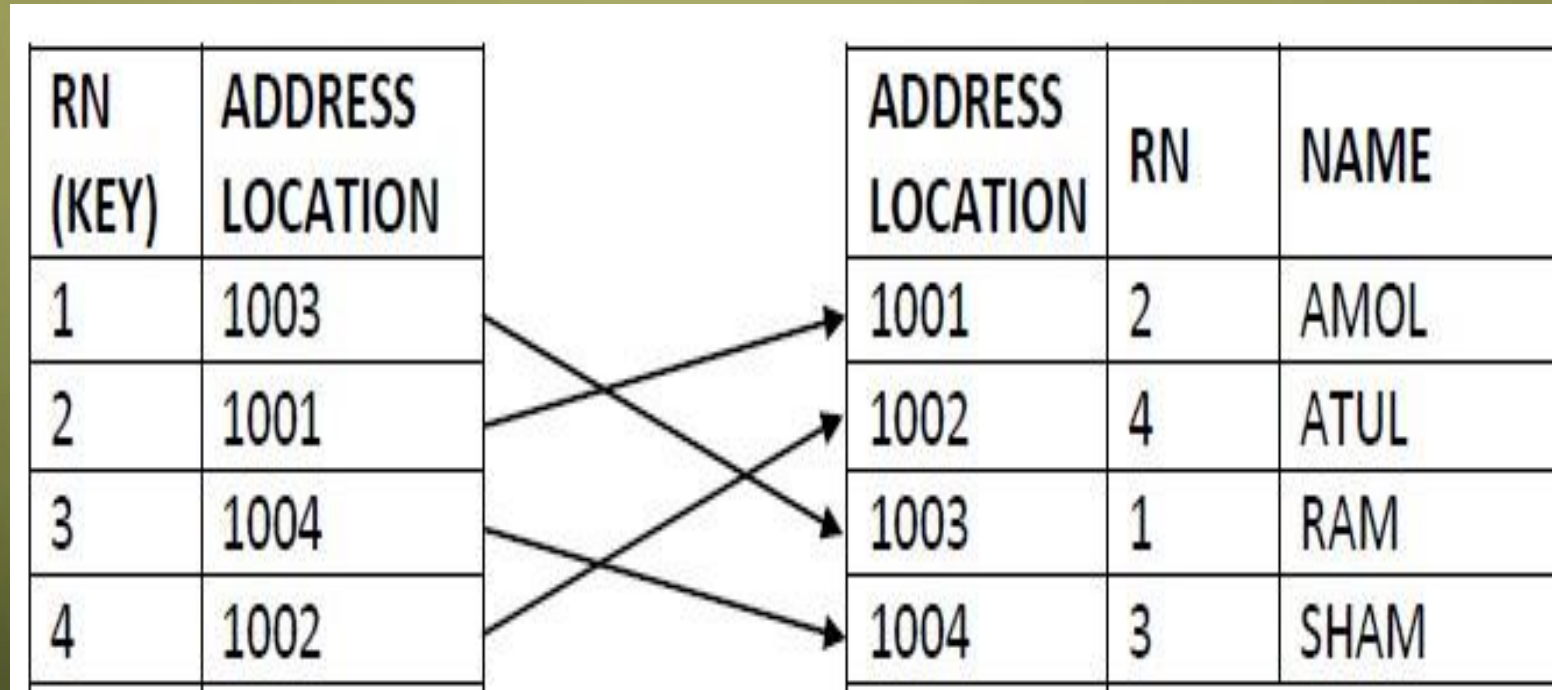 RN (KEY) ADDRESS LOCATION
1 1003
2 1001
3 1004
4 1002
ADDRESS LOCATION RN NAME
1001 2 AMOL
1002 4 ATUL
1003 1 RAM
1004 3 SHAM